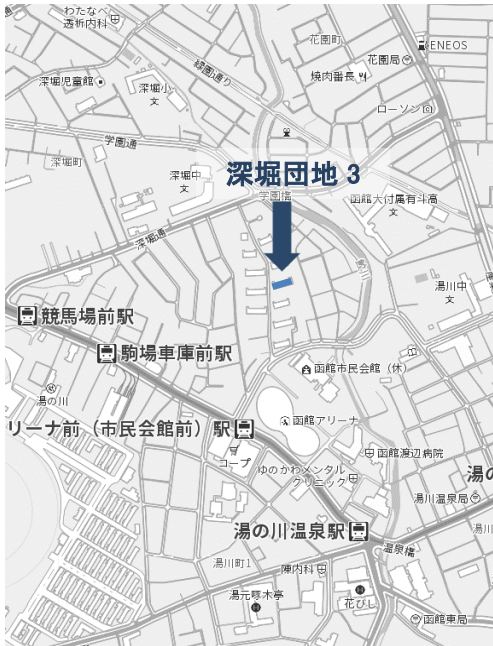 わたなべ
透析内科
花園町
ENEOS
緑園通り
花園局
焼肉番長
深堀児童館
深堀小
文
ローソン
学園通
深堀町
深堀中
文
深堀団地 3
学園橋
函館大付属有斗高
文
深堀通
鮫川
湯川中
文
競馬場前駅
駒場車庫前駅
函館市民会館(休)
湯の川
リーナ前(市民会館前)駅
函館アリーナ
コープ
函館渡辺病院
ゆのかわメンタル
クリニック
湯の
湯川温泉局
湯の川温泉駅
温泉橋
湯川町1
陣内科
湯元啄木亭
花びし
函館東局